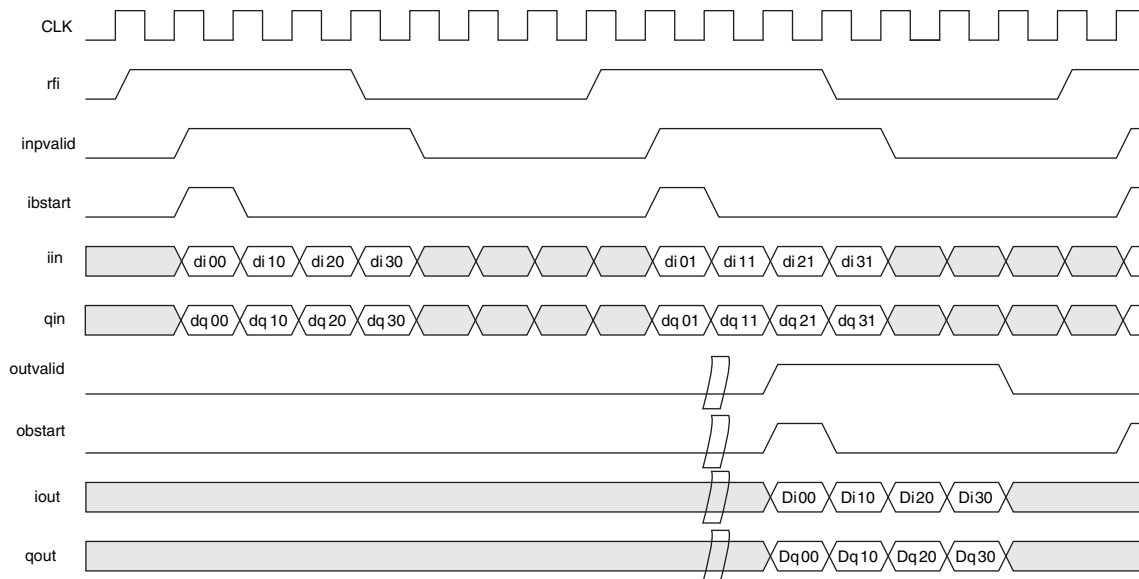 CLK
rfi
inpvalid
ibstart
iin di 00 di 10 di 20 di 30 di 01 di 11 di 21 di 31
qin dq 00 dq 10 dq 20 dq 30 dq 01 dq 11 dq 21 dq 31
outvalid
obstart
iout Di00 Di10 Di20 Di30
qout Dq00 Dq10 Dq20 Dq30